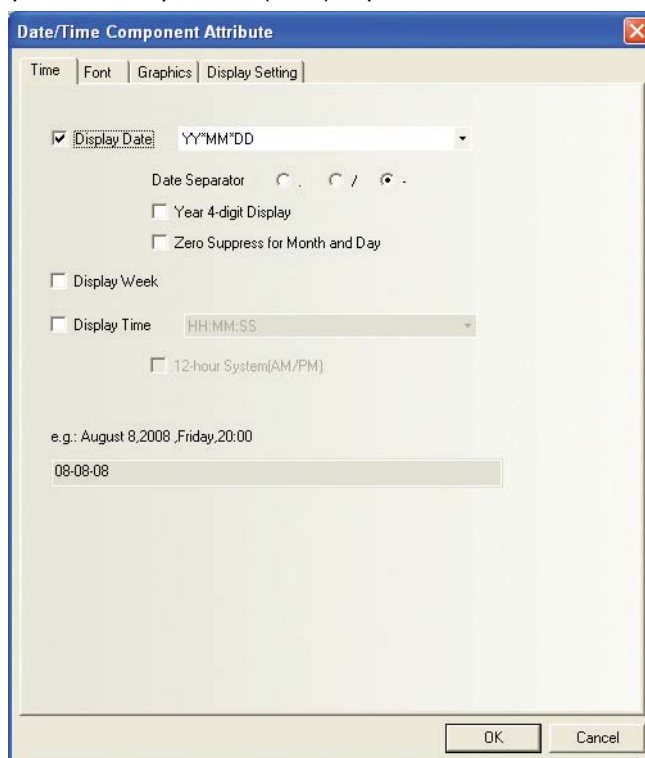 Date/Time Component Attribute
Time Font Graphics Display Setting
Display Date YY*MM*DD
Date Separator . / -
Year 4-digit Display
Zero Suppress for Month and Day
Display Week
Display Time HH:MM:SS
12-hour System(AM/PM)
e.g.: August 8,2008 ,Friday,20:00
08-08-08
OK Cancel